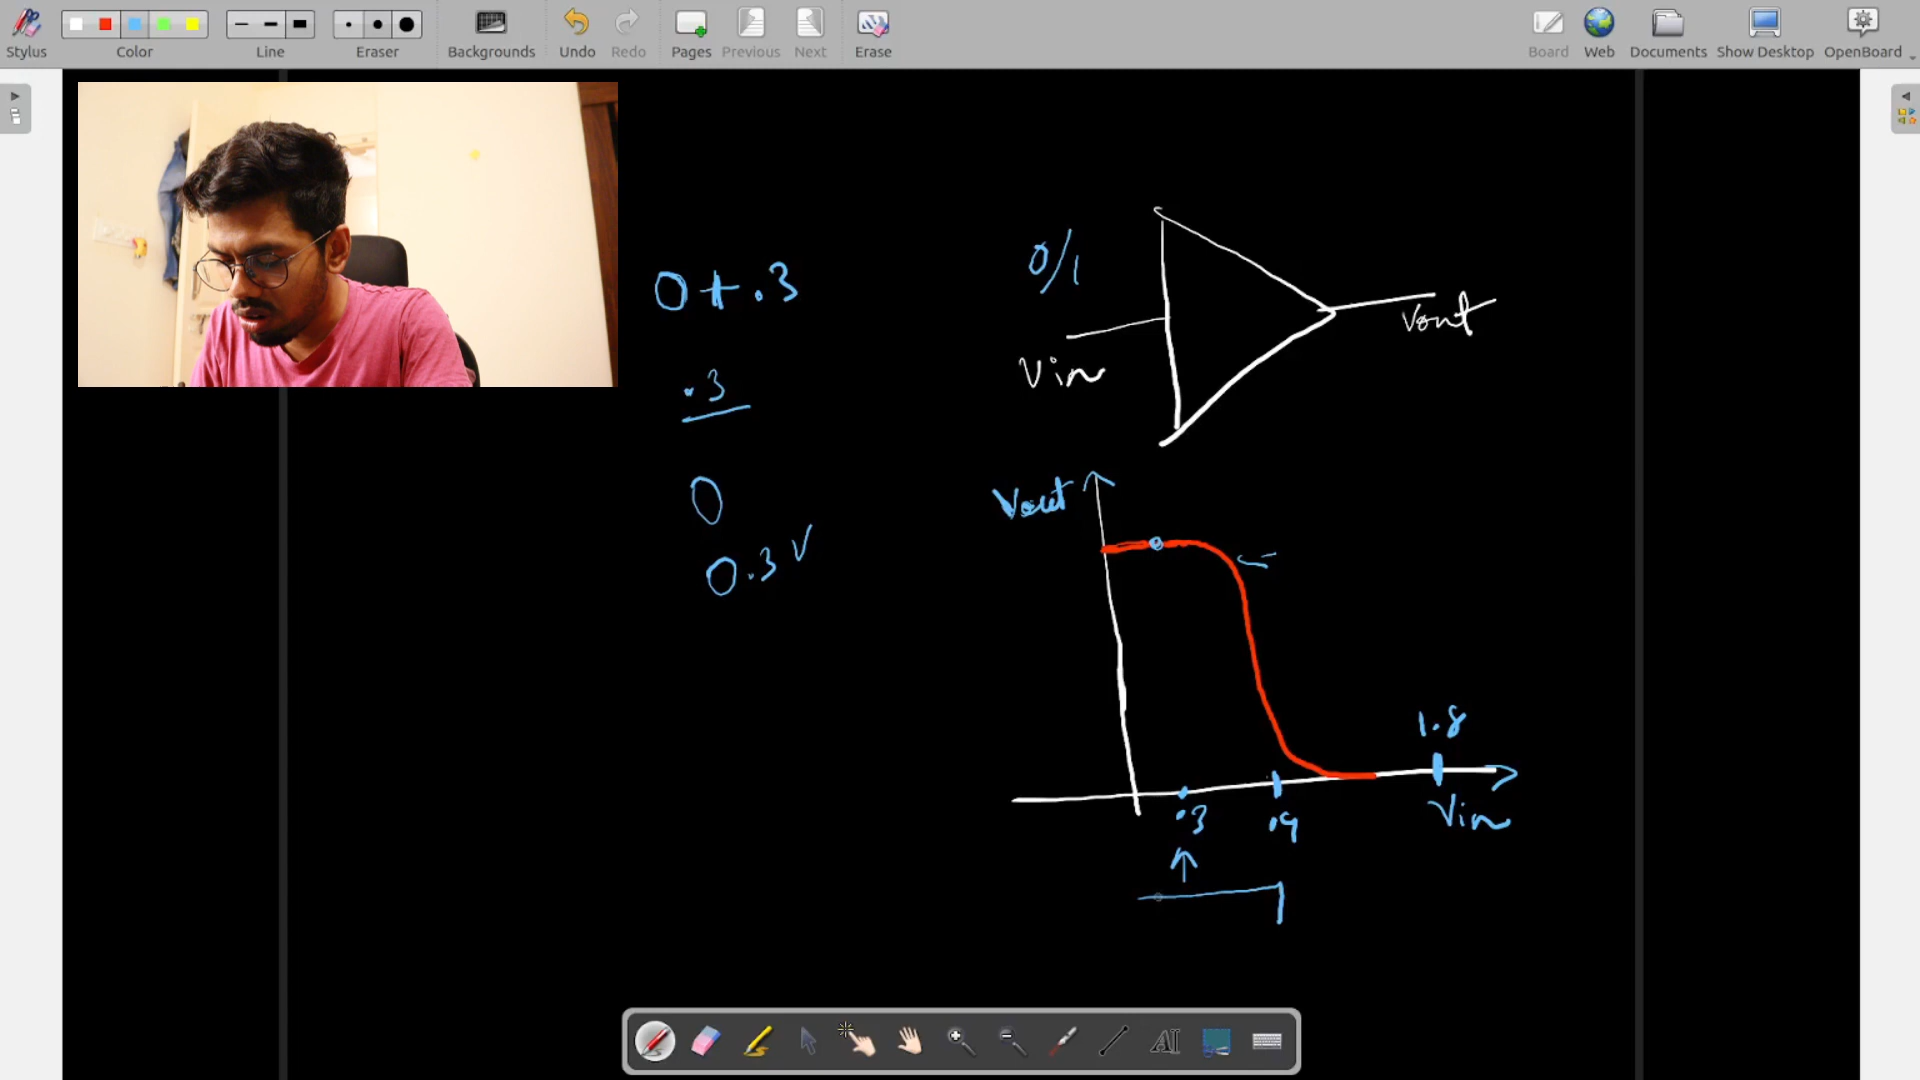 Stylus
Color
Line
Eraser
Backgrounds
Undo
Redo
Pages
Previous
Next
Erase
Board
Web
Documents
Show Desktop
OpenBoard
0 + .3
.3
0
0.3 V
0/1
Vin
Vout
Vout
1.8
.3
.9
Vin
AI